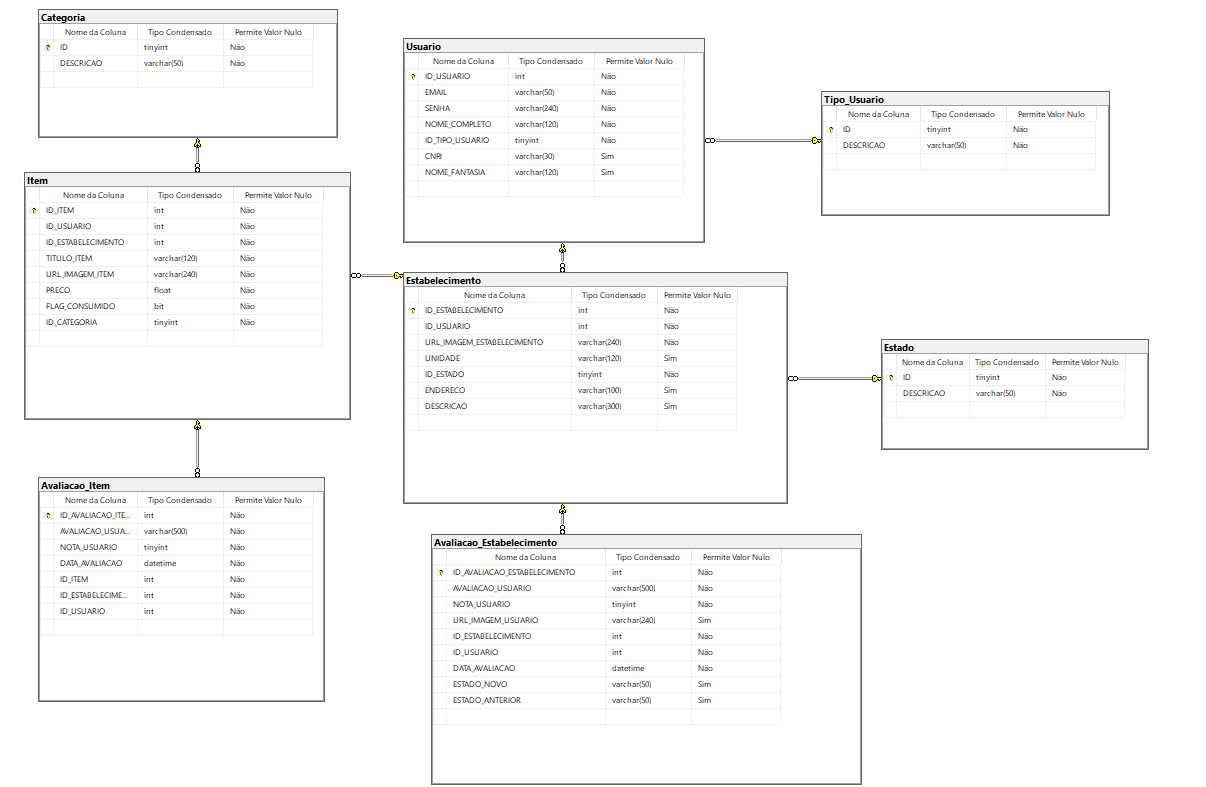 Categoria
Nome da Coluna Tipo Condensado Permite Valor Nulo
ID tinyint Não
DESCRICAO varchar(50) Não
Usuario
Nome da Coluna Tipo Condensado Permite Valor Nulo
ID_USUARIO int Não
EMAIL varchar(50) Não
SENHA varchar(240) Não
NOME_COMPLETO varchar(120) Não
ID_TIPO_USUARIO tinyint Não
CNPJ varchar(30) Sim
NOME_FANTASIA varchar(120) Sim
Tipo_Usuario
Nome da Coluna Tipo Condensado Permite Valor Nulo
ID tinyint Não
DESCRICAO varchar(50) Não
Item
Nome da Coluna Tipo Condensado Permite Valor Nulo
ID_ITEM int Não
ID_USUARIO int Não
ID_ESTABELECIMENTO int Não
TITULO_ITEM varchar(120) Não
URL_IMAGEM_ITEM varchar(240) Não
PRECO float Não
FLAG_CONSUMIDO bit Não
ID_CATEGORIA tinyint Não
Estabelecimento
Nome da Coluna Tipo Condensado Permite Valor Nulo
ID_ESTABELECIMENTO int Não
ID_USUARIO int Não
URL_IMAGEM_ESTABELECIMENTO varchar(240) Não
UNIDADE varchar(120) Sim
ID_ESTADO tinyint Não
ENDERECO varchar(100) Sim
DESCRICAO varchar(300) Sim
Estado
Nome da Coluna Tipo Condensado Permite Valor Nulo
ID tinyint Não
DESCRICAO varchar(50) Não
Avaliacao_Item
Nome da Coluna Tipo Condensado Permite Valor Nulo
ID_AVALIACAO_ITE... int Não
AVALIACAO_USUA... varchar(500) Não
NOTA_USUARIO tinyint Não
DATA_AVALIACAO datetime Não
ID_ITEM int Não
ID_ESTABELECIME... int Não
ID_USUARIO int Não
Avaliacao_Estabelecimento
Nome da Coluna Tipo Condensado Permite Valor Nulo
ID_AVALIACAO_ESTABELECIMENTO int Não
AVALIACAO_USUARIO varchar(500) Não
NOTA_USUARIO tinyint Não
URL_IMAGEM_USUARIO varchar(240) Sim
ID_ESTABELECIMENTO int Não
ID_USUARIO int Não
DATA_AVALIACAO datetime Não
ESTADO_NOVO varchar(50) Sim
ESTADO_ANTERIOR varchar(50) Sim